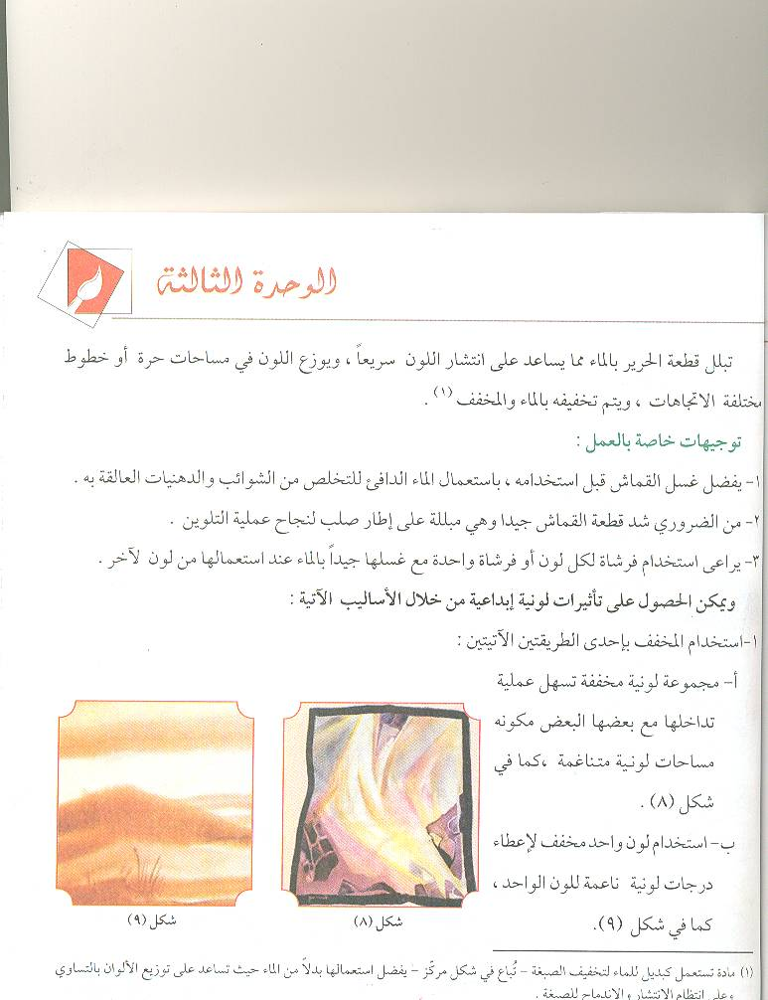 الوحدة الثالثة
تبلل قطعة الحرير بالماء مما يساعد على انتشار اللون سريعاً ، ويوزع اللون في مساحات حرة أو خطوط
مختلفة الاتجاهات ، ويتم تخفيفه بالماء والمخفف (١) .
توجيهات خاصة بالعمل :
١- يفضل غسل القماش قبل استخدامه ، باستعمال الماء الدافئ للتخلص من الشوائب والدهنيات العالقة به .
٢- من الضروري شد قطعة القماش جيدا وهي مبللة على إطار صلب لنجاح عملية التلوين .
٣- يراعى استخدام فرشاة لكل لون أو فرشاة واحدة مع غسلها جيداً بالماء عند استعمالها من لون لآخر .
ويمكن الحصول على تأثيرات لونية إبداعية من خلال الأساليب الآتية :
١-استخدام المخفف بإحدى الطريقتين الآتيتين :
أ- مجموعة لونية مخففة تسهل عملية
تداخلها مع بعضها البعض مكونه
مساحات لونية متناغمة ،كما في
شكل (٨) .
ب- استخدام لون واحد مخفف لإعطاء
درجات لونية ناعمة للون الواحد ،
كما في شكل (٩).
شكل (٨)
شكل (٩)
(١) مادة تستعمل كبديل للماء لتخفيف الصبغة – تُباع في شكل مركّز – يفضل استعمالها بدلاً من الماء حيث تساعد على توزيع الألوان بالتساوي
وعلى انتظام الانتشار والاندماج للصبغة .